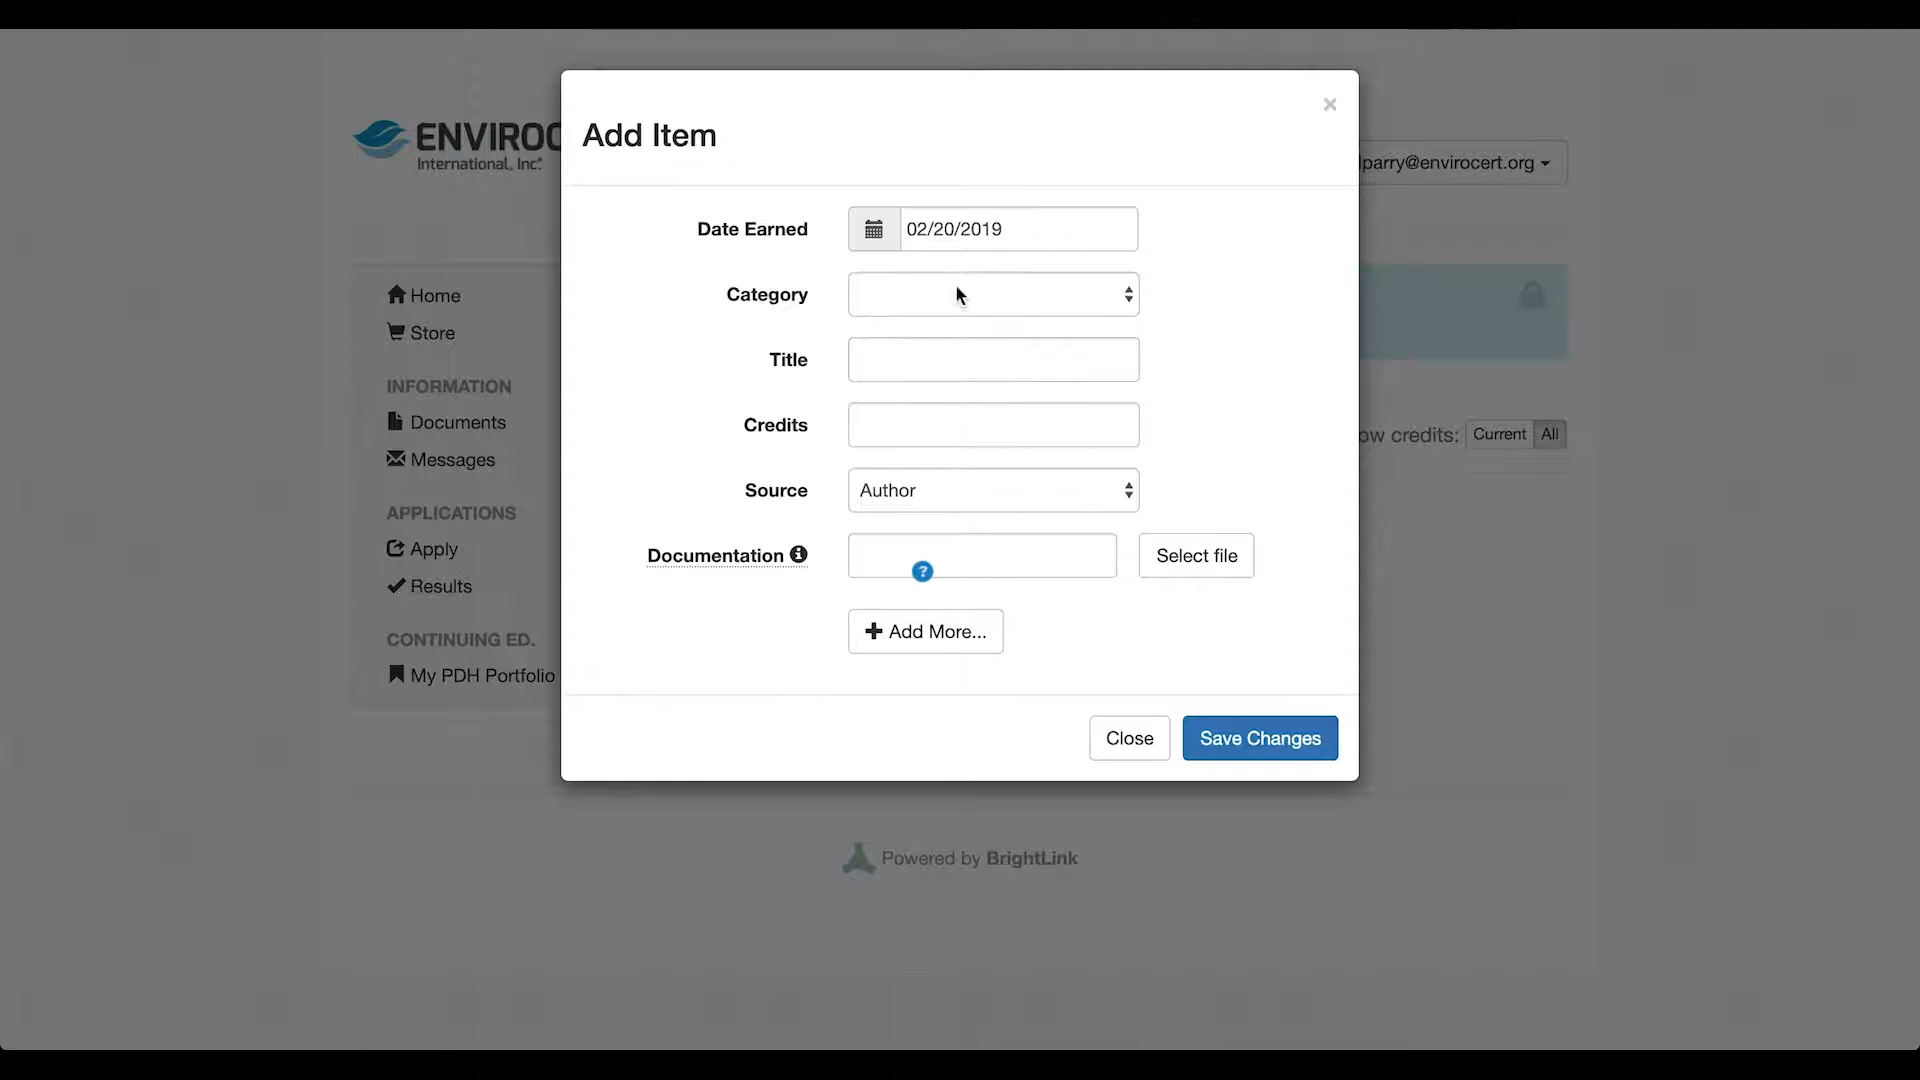 ENVIROC
International, Inc.
lparry@envirocert.org
Home
Store
INFORMATION
Documents
Messages
APPLICATIONS
Apply
Results
CONTINUING ED.
My PDH Portfolio
Add Item
×
Date Earned
02/20/2019
Category
Title
Credits
Source
Author
Documentation
?
Select file
Add More...
Close
Save Changes
ow credits:
Current
All
Powered by BrightLink